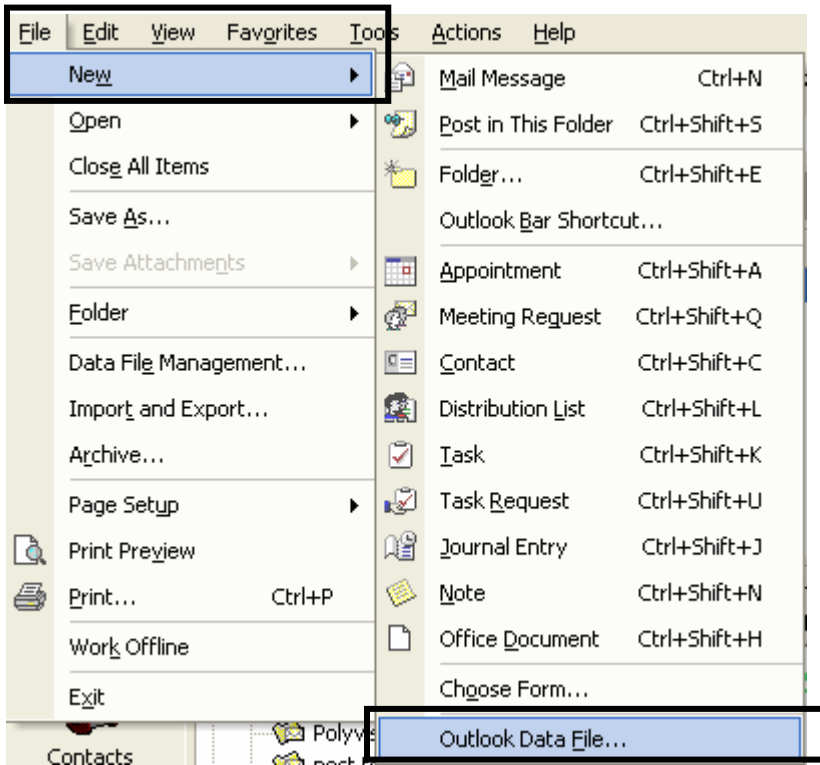 File Edit View Favorites Tools Actions Help
New
Open
Close All Items
Save As...
Save Attachments
Folder
Data File Management...
Import and Export...
Archive...
Page Setup
Print Preview
Print... Ctrl+P
Work Offline
Exit
Mail Message Ctrl+N
Post in This Folder Ctrl+Shift+S
Folder... Ctrl+Shift+E
Outlook Bar Shortcut...
Appointment Ctrl+Shift+A
Meeting Request Ctrl+Shift+Q
Contact Ctrl+Shift+C
Distribution List Ctrl+Shift+L
Task Ctrl+Shift+K
Task Request Ctrl+Shift+U
Journal Entry Ctrl+Shift+J
Note Ctrl+Shift+N
Office Document Ctrl+Shift+H
Choose Form...
Outlook Data File...
Contacts